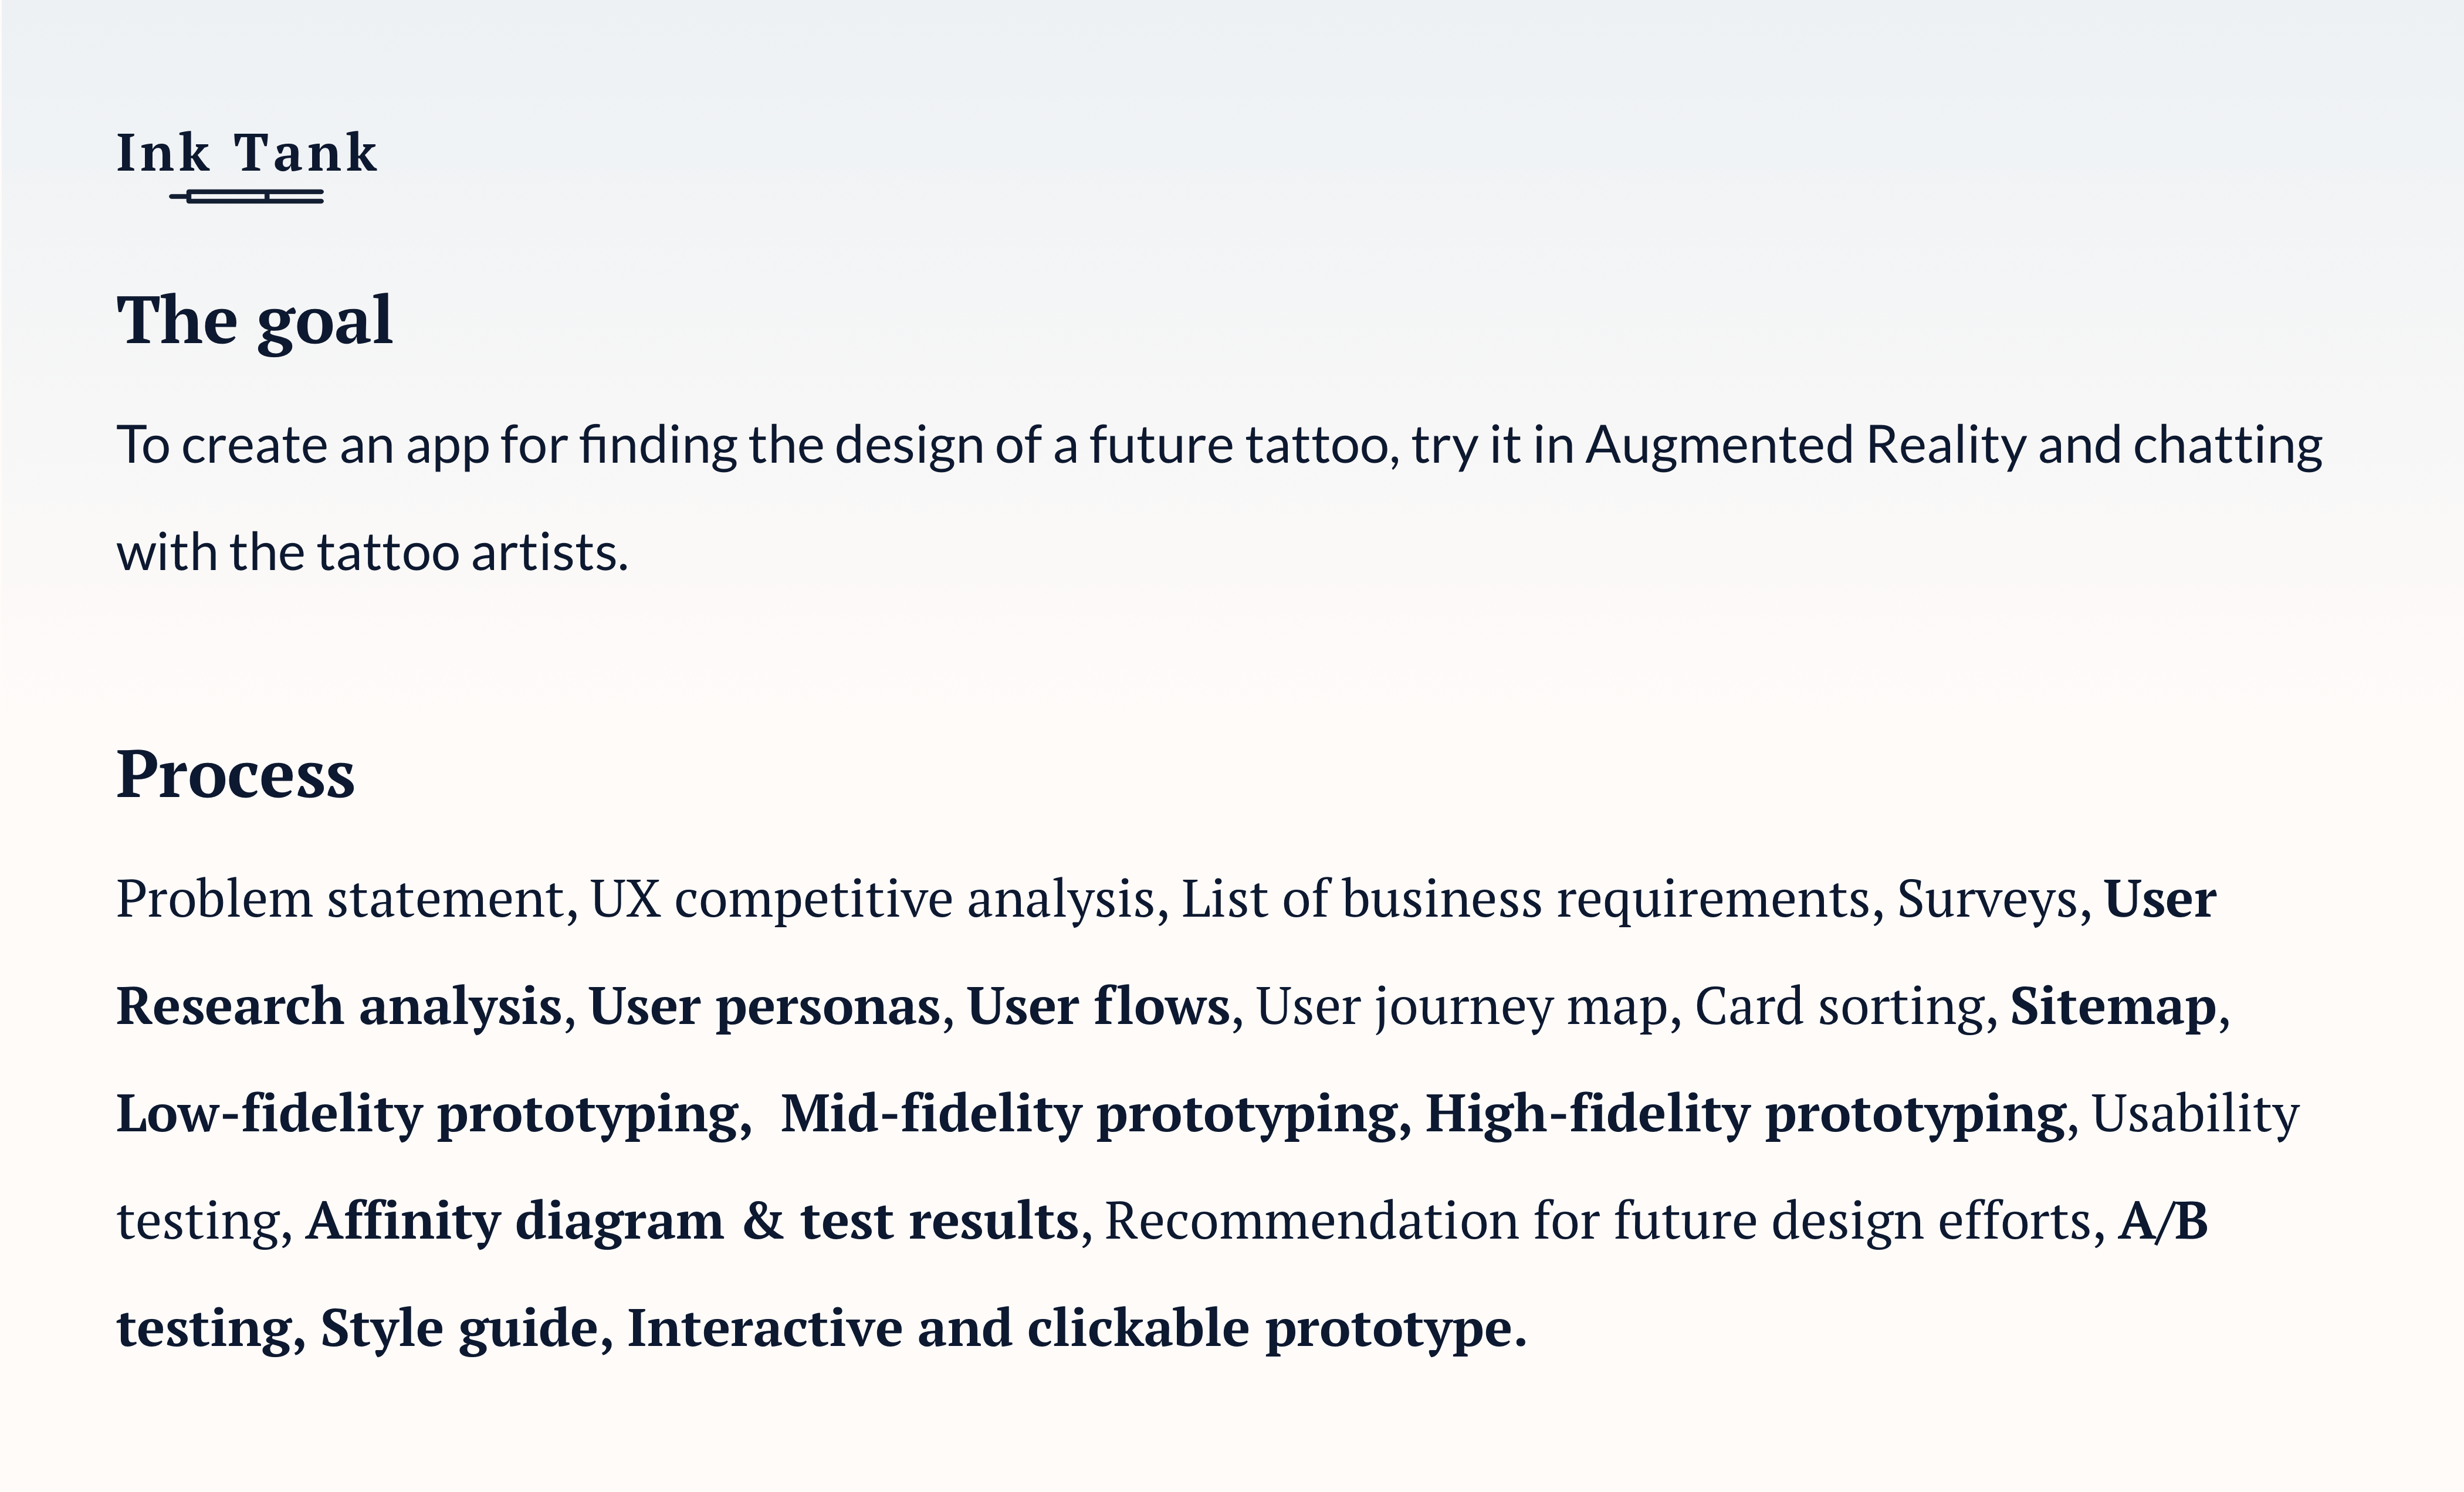 Ink Tank
The goal
To create an app for finding the design of a future tattoo, try it in Augmented Reality and chatting
with the tattoo artists.
Process
Problem statement, UX competitive analysis, List of business requirements, Surveys, User
Research analysis, User personas, User flows, User journey map, Card sorting, Sitemap,
Low-fidelity prototyping,  Mid-fidelity prototyping, High-fidelity prototyping, Usability
testing, Affinity diagram & test results, Recommendation for future design efforts, A/B
testing, Style guide, Interactive and clickable prototype.